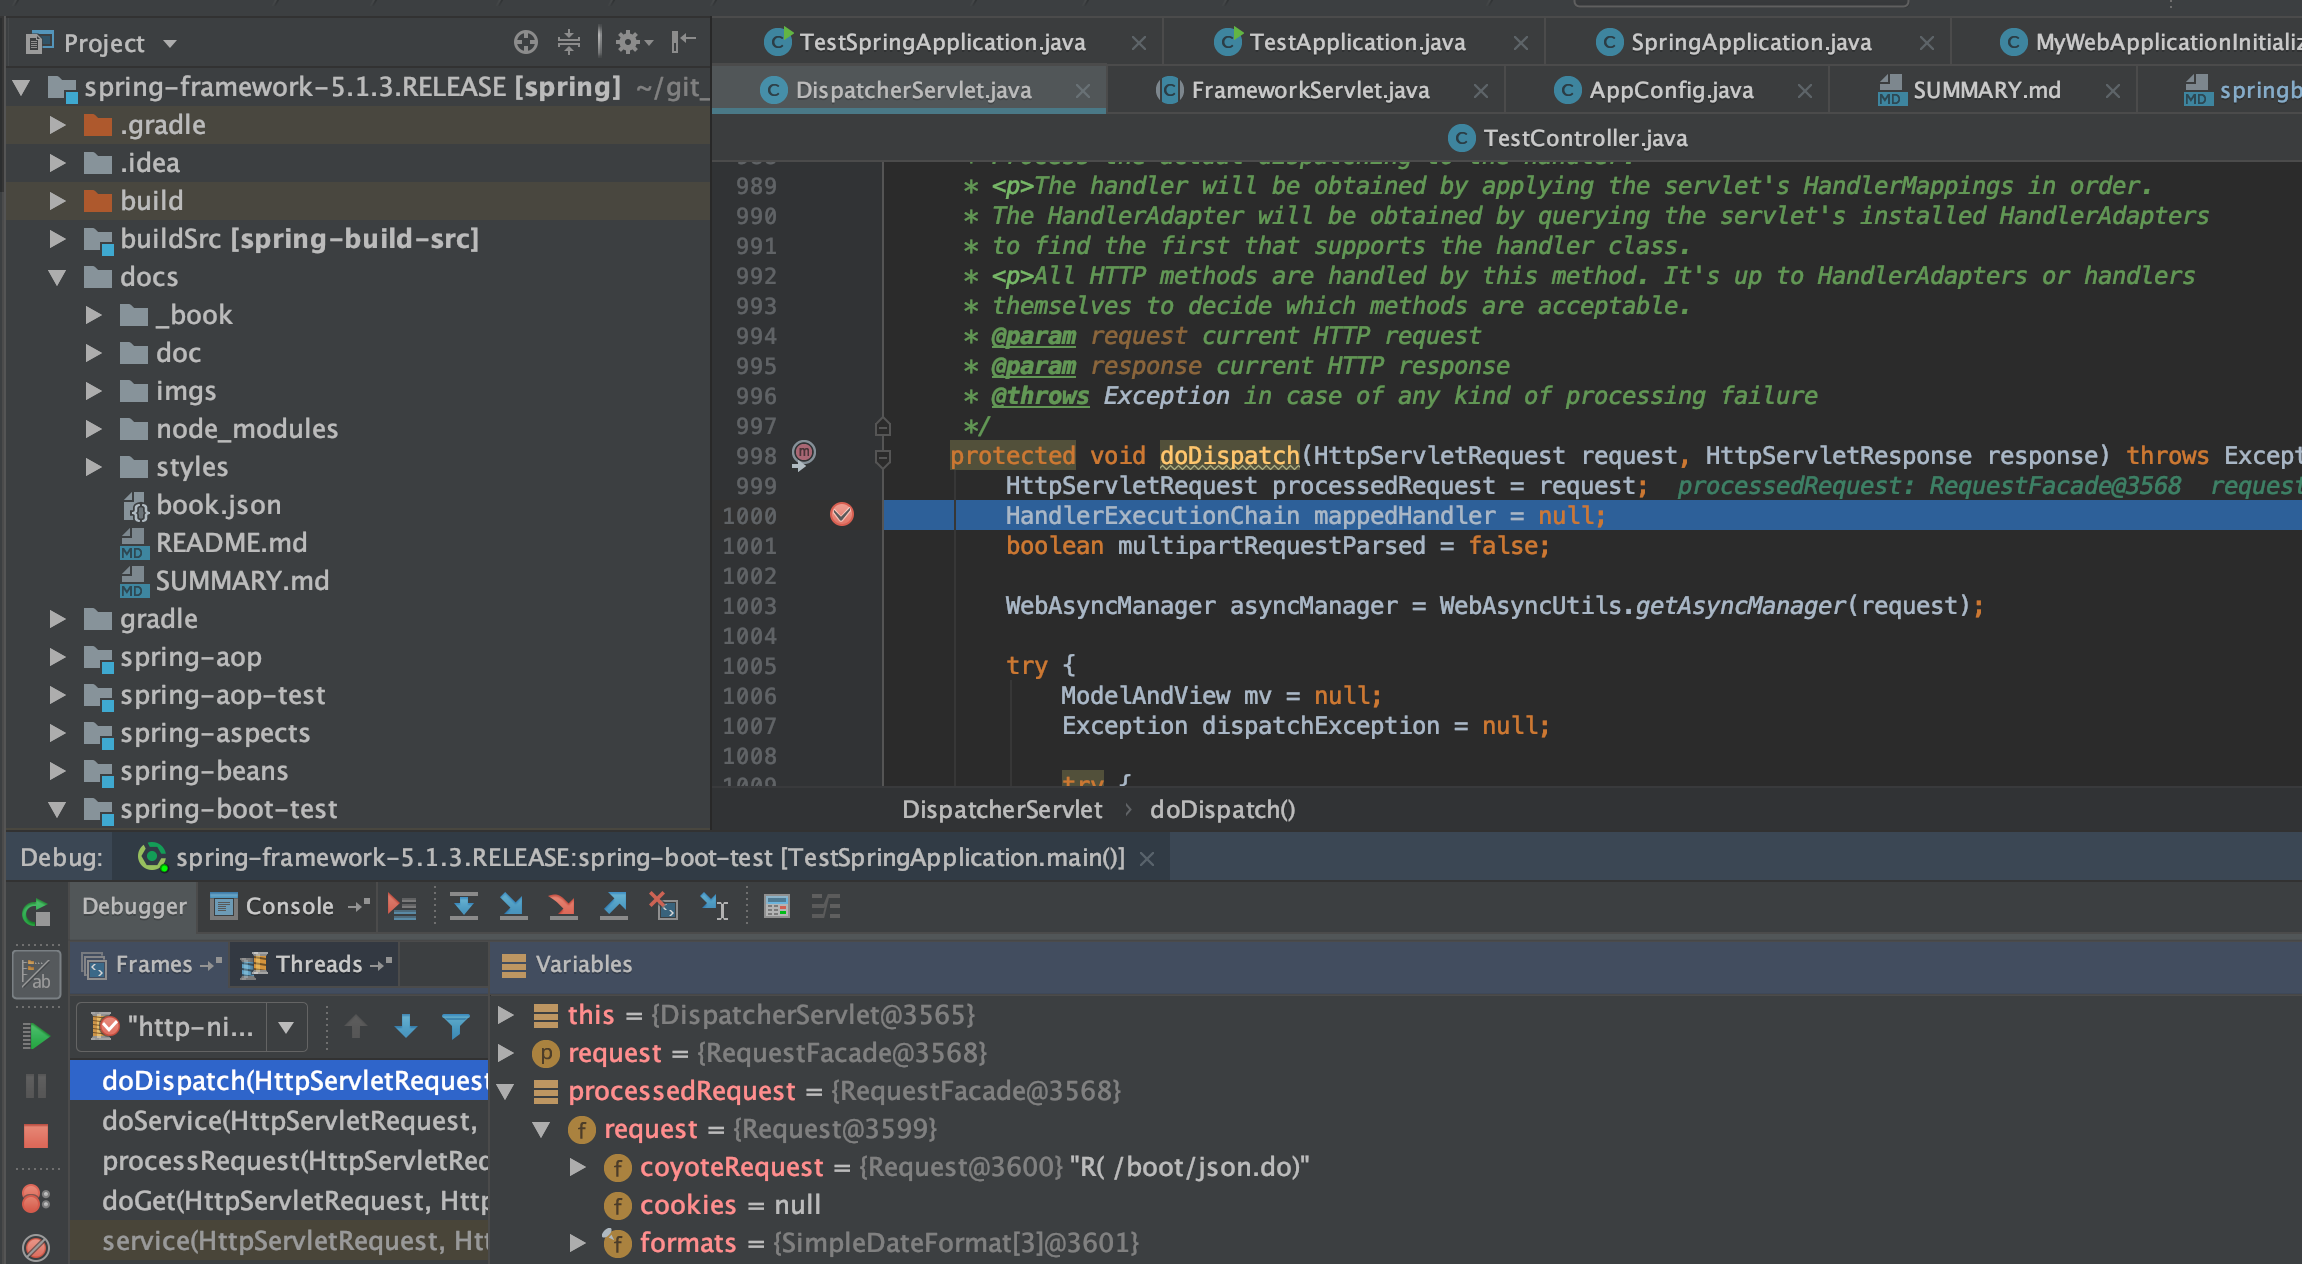 Project
spring-framework-5.1.3.RELEASE [spring] ~/git_
.gradle
.idea
build
buildSrc [spring-build-src]
docs
_book
doc
imgs
node_modules
styles
book.json
README.md
SUMMARY.md
gradle
spring-aop
spring-aop-test
spring-aspects
spring-beans
spring-boot-test
TestSpringApplication.java TestApplication.java SpringApplication.java MyWebApplicationInitializ
DispatcherServlet.java FrameworkServlet.java AppConfig.java SUMMARY.md springb
TestController.java
* Process the actual dispatching to the handler.
989 * <p>The handler will be obtained by applying the servlet's HandlerMappings in order.
990 * The HandlerAdapter will be obtained by querying the servlet's installed HandlerAdapters
991 * to find the first that supports the handler class.
992 * <p>All HTTP methods are handled by this method. It's up to HandlerAdapters or handlers
993 * themselves to decide which methods are acceptable.
994 * @param request current HTTP request
995 * @param response current HTTP response
996 * @throws Exception in case of any kind of processing failure
997 */
998 protected void doDispatch(HttpServletRequest request, HttpServletResponse response) throws Except
999 HttpServletRequest processedRequest = request; processedRequest: RequestFacade@3568 request
1000 HandlerExecutionChain mappedHandler = null;
1001 boolean multipartRequestParsed = false;
1002
1003 WebAsyncManager asyncManager = WebAsyncUtils.getAsyncManager(request);
1004
1005 try {
1006 ModelAndView mv = null;
1007 Exception dispatchException = null;
1008
1009 try {
DispatcherServlet › doDispatch()
Debug: spring-framework-5.1.3.RELEASE:spring-boot-test [TestSpringApplication.main()]
Debugger Console
Frames Threads Variables
"http-ni...
doDispatch(HttpServletRequest
doService(HttpServletRequest,
processRequest(HttpServletReq
doGet(HttpServletRequest, Http
service(HttpServletRequest, Htt
this = {DispatcherServlet@3565}
request = {RequestFacade@3568}
processedRequest = {RequestFacade@3568}
request = {Request@3599}
coyoteRequest = {Request@3600} "R( /boot/json.do)"
cookies = null
formats = {SimpleDateFormat[3]@3601}